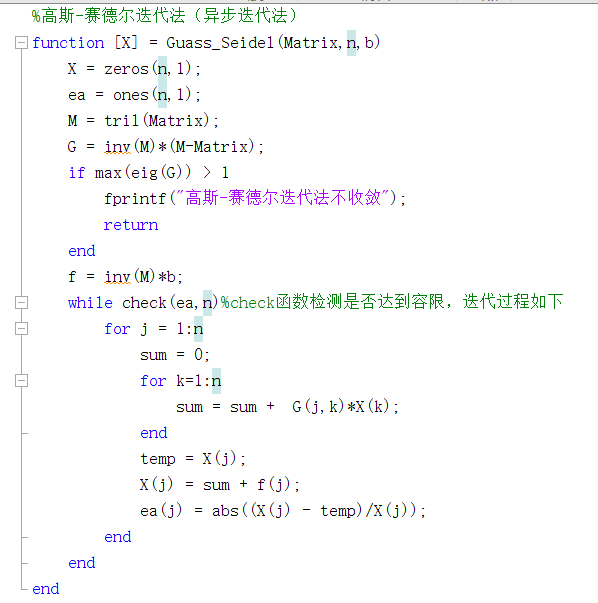 %高斯-赛德尔迭代法（异步迭代法）
function [X] = Guass_Seidel(Matrix,n,b)
X = zeros(n,1);
ea = ones(n,1);
M = tril(Matrix);
G = inv(M)*(M-Matrix);
if max(eig(G)) > 1
fprintf("高斯-赛德尔迭代法不收敛");
return
end
f = inv(M)*b;
while check(ea,n)%check函数检测是否达到容限，迭代过程如下
for j = 1:n
sum = 0;
for k=1:n
sum = sum +  G(j,k)*X(k);
end
temp = X(j);
X(j) = sum + f(j);
ea(j) = abs((X(j) - temp)/X(j));
end
end
end